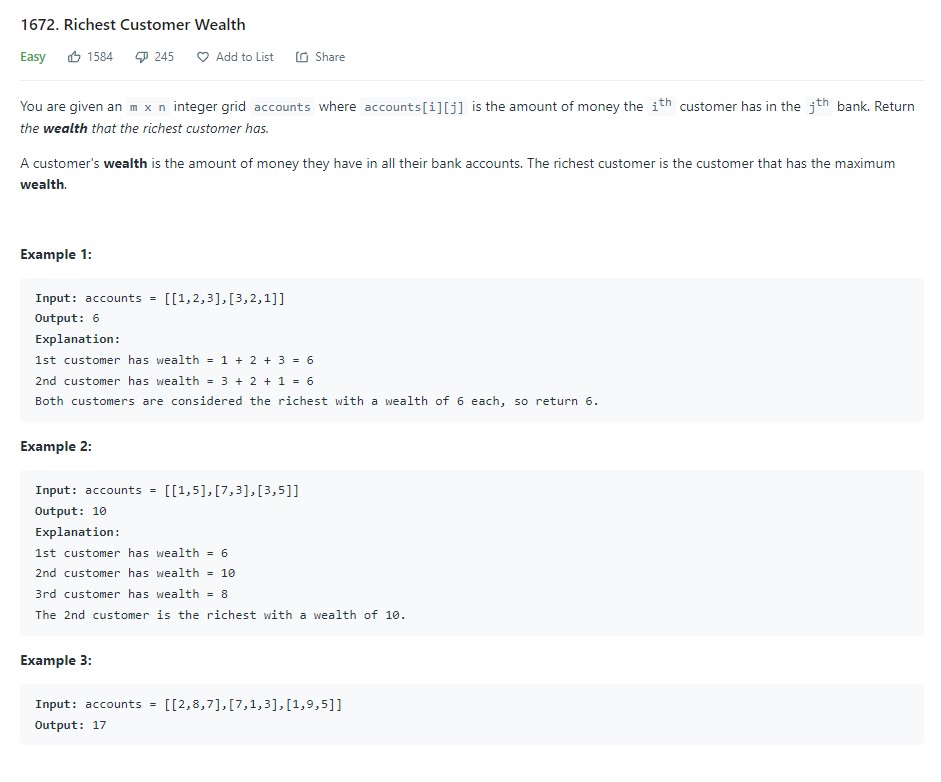 1672. Richest Customer Wealth
Easy 1584 245 Add to List Share
You are given an m x n integer grid accounts where accounts[i][j] is the amount of money the ith customer has in the jth bank. Return
the wealth that the richest customer has.
A customer's wealth is the amount of money they have in all their bank accounts. The richest customer is the customer that has the maximum
wealth.
Example 1:
Input: accounts = [[1,2,3],[3,2,1]]
Output: 6
Explanation:
1st customer has wealth = 1 + 2 + 3 = 6
2nd customer has wealth = 3 + 2 + 1 = 6
Both customers are considered the richest with a wealth of 6 each, so return 6.
Example 2:
Input: accounts = [[1,5],[7,3],[3,5]]
Output: 10
Explanation:
1st customer has wealth = 6
2nd customer has wealth = 10
3rd customer has wealth = 8
The 2nd customer is the richest with a wealth of 10.
Example 3:
Input: accounts = [[2,8,7],[7,1,3],[1,9,5]]
Output: 17